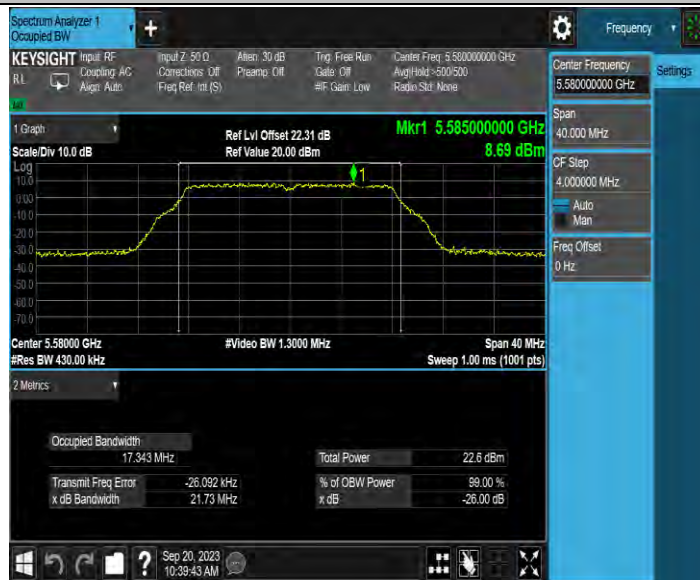 Spectrum Analyzer 1
Occupied BW
+
Frequency
KEYSIGHT Input: RF Input Z: 50 Ω Atten: 30 dB Trig: Free Run Center Freq: 5.580000000 GHz
RL Coupling: AC Corrections: Off Preamp: Off Gate: Off Avg|Hold: >500/500
Align: Auto Freq Ref: Int (S) #IF Gain: Low Radio Std: None
Center Frequency
5.580000000 GHz
Settings
Span
40.000 MHz
CF Step
4.000000 MHz
Auto
Man
Freq Offset
0 Hz
1 Graph
Ref Lvl Offset 22.31 dB
Mkr1 5.585000000 GHz
Scale/Div 10.0 dB
Ref Value 20.00 dBm
8.69 dBm
Log
10.0
0.00
-10.0
-20.0
-30.0
-40.0
-50.0
-60.0
-70.0
1
Center 5.58000 GHz #Video BW 1.3000 MHz Span 40 MHz
#Res BW 430.00 kHz Sweep 1.00 ms (1001 pts)
2 Metrics
Occupied Bandwidth
17.343 MHz
Total Power 22.6 dBm
Transmit Freq Error -26.092 kHz % of OBW Power 99.00 %
x dB Bandwidth 21.73 MHz x dB -26.00 dB
?
Sep 20, 2023
10:39:43 AM